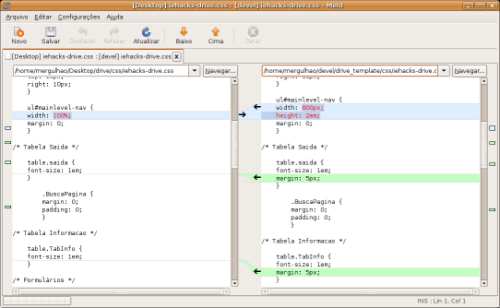 [Desktop] iehacks-drive.css : [devel] iehacks-drive.css - Meld
Arquivo Editar Configurações Ajuda
Novo Salvar Desfazer Refazer Atualizar Baixo Cima Parar
[Desktop] iehacks-drive.css : [devel] iehacks-drive.css
/home/mergulhao/Desktop/drive/css/iehacks-drive.css Navegar...
right: 10px;
}
ul#mainlevel-nav {
width: 100%;
margin: 0;
}
/* Tabela Saida */
table.saida {
font-size: 1em;
}
.BuscaPagina {
margin: 0;
padding: 0;
}
/* Tabela Informacao */
table.TabInfo {
font-size: 1em;
}
/* Formulários */
/home/mergulhao/devel/drive_template/css/iehacks-drive.c Navegar...
right: 10px;
}
ul#mainlevel-nav {
width: 800px;
height: 2em;
margin: 0;
}
/* Tabela Saida */
table.saida {
font-size: 1em;
margin: 5px;
}
.BuscaPagina {
margin: 0;
padding: 0;
}
/* Tabela Informacao */
table.TabInfo {
font-size: 1em;
margin: 5px;
}
INS : Lin 1, Col 1